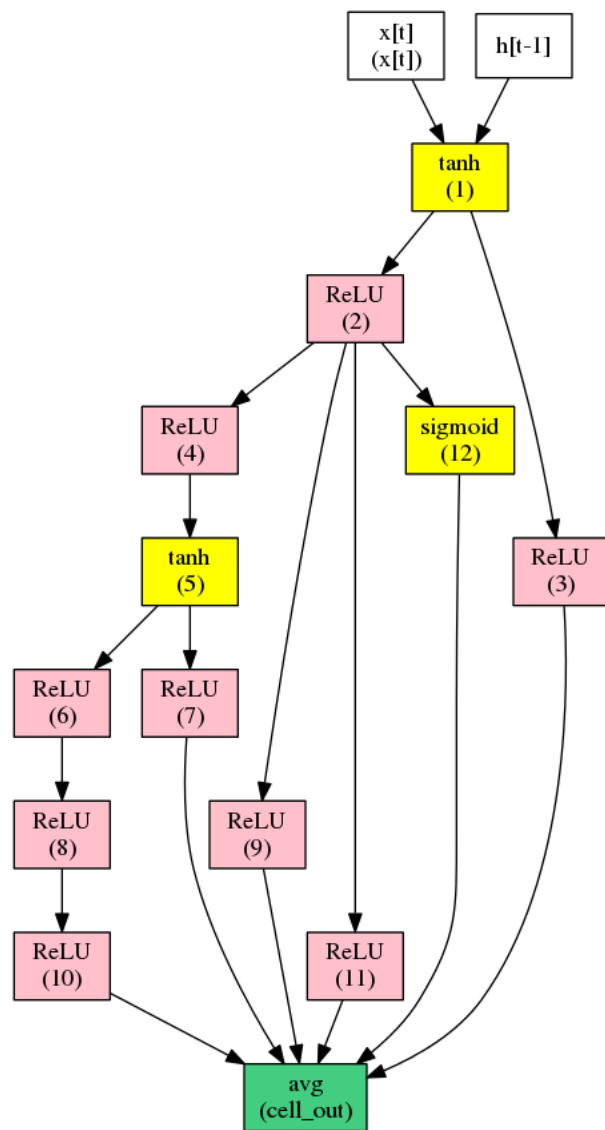 x[t]
(x[t])
h[t-1]
tanh
(1)
ReLU
(2)
ReLU
(4)
sigmoid
(12)
tanh
(5)
ReLU
(3)
ReLU
(6)
ReLU
(7)
ReLU
(8)
ReLU
(9)
ReLU
(10)
ReLU
(11)
avg
(cell_out)